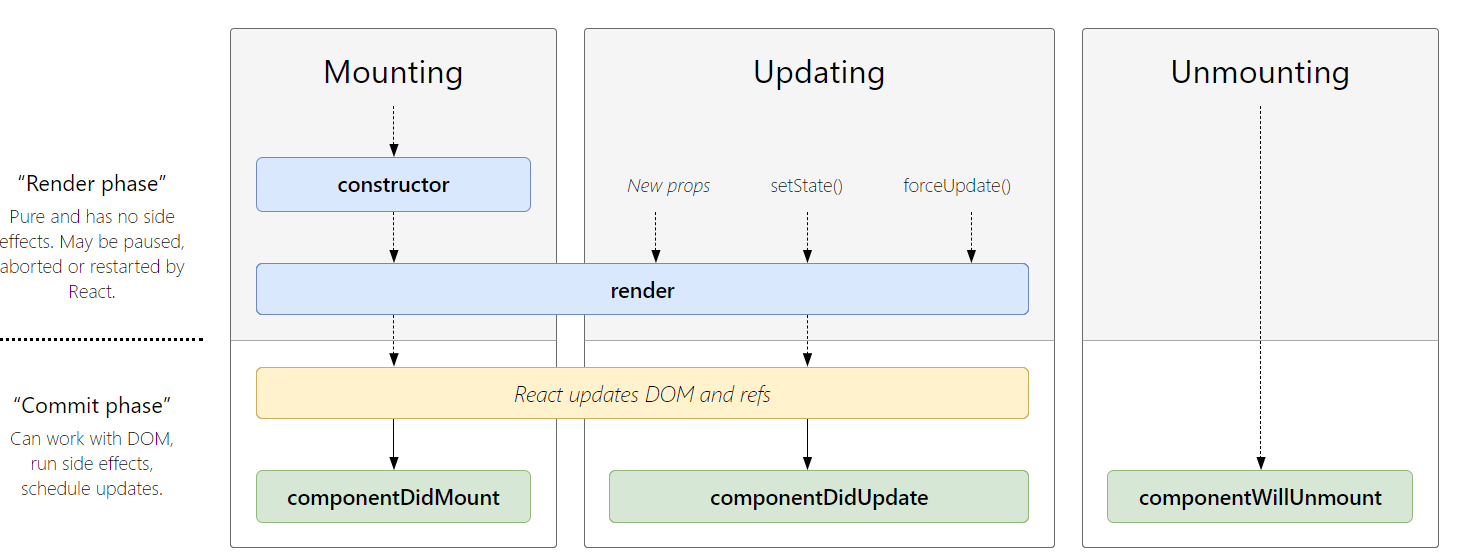 Mounting
Updating
Unmounting
“Render phase”
Pure and has no side
effects. May be paused,
aborted or restarted by
React.
constructor
New props
setState()
forceUpdate()
render
“Commit phase”
Can work with DOM,
run side effects,
schedule updates.
React updates DOM and refs
componentDidMount
componentDidUpdate
componentWillUnmount